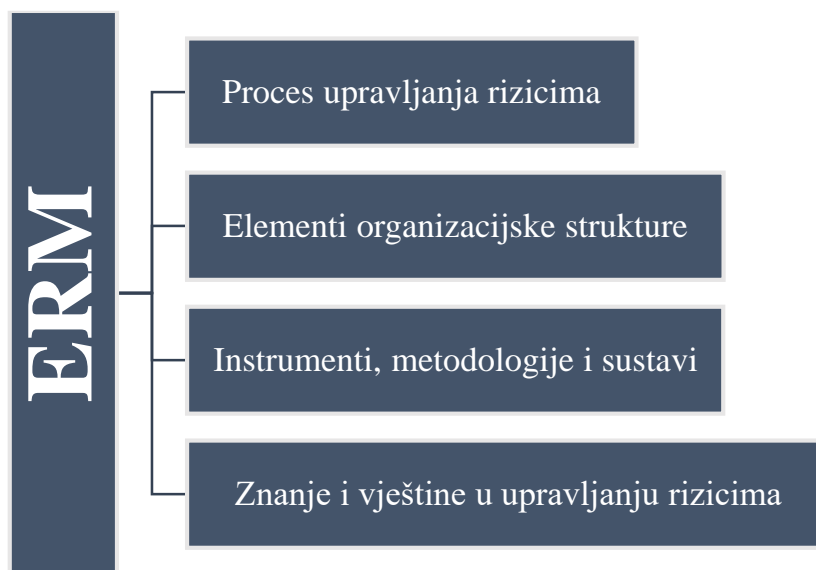 ERM
Proces upravljanja rizicima
Elementi organizacijske strukture
Instrumenti, metodologije i sustavi
Znanje i vještine u upravljanju rizicima